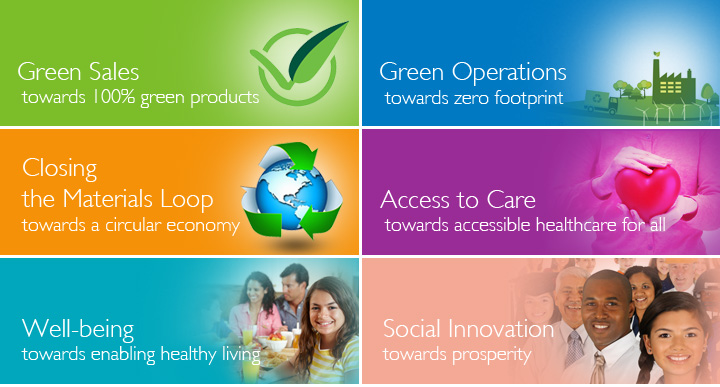 Green Sales
towards 100% green products
Green Operations
towards zero footprint
Closing
the Materials Loop
towards a circular economy
Access to Care
towards accessible healthcare for all
Well-being
towards enabling healthy living
Social Innovation
towards prosperity